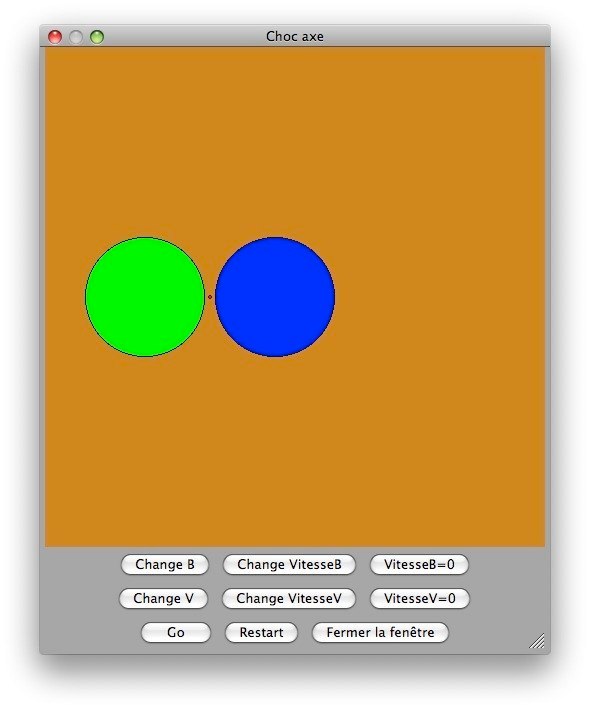 Choc axe
Change B Change VitesseB VitesseB=0
Change V Change VitesseV VitesseV=0
Go Restart Fermer la fenêtre